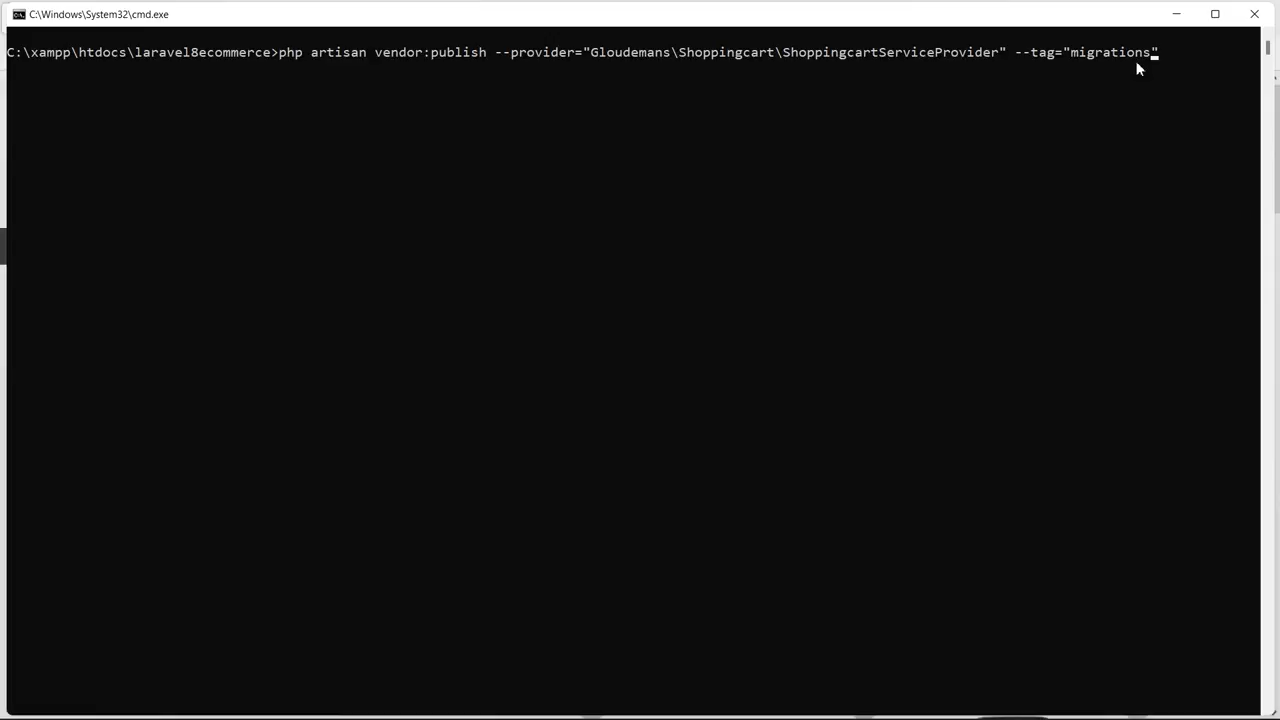 C:\Windows\System32\cmd.exe
C:\xampp\htdocs\laravel8ecommerce>php artisan vendor:publish --provider="Gloudemans\Shoppingcart\ShoppingcartServiceProvider" --tag="migrations"